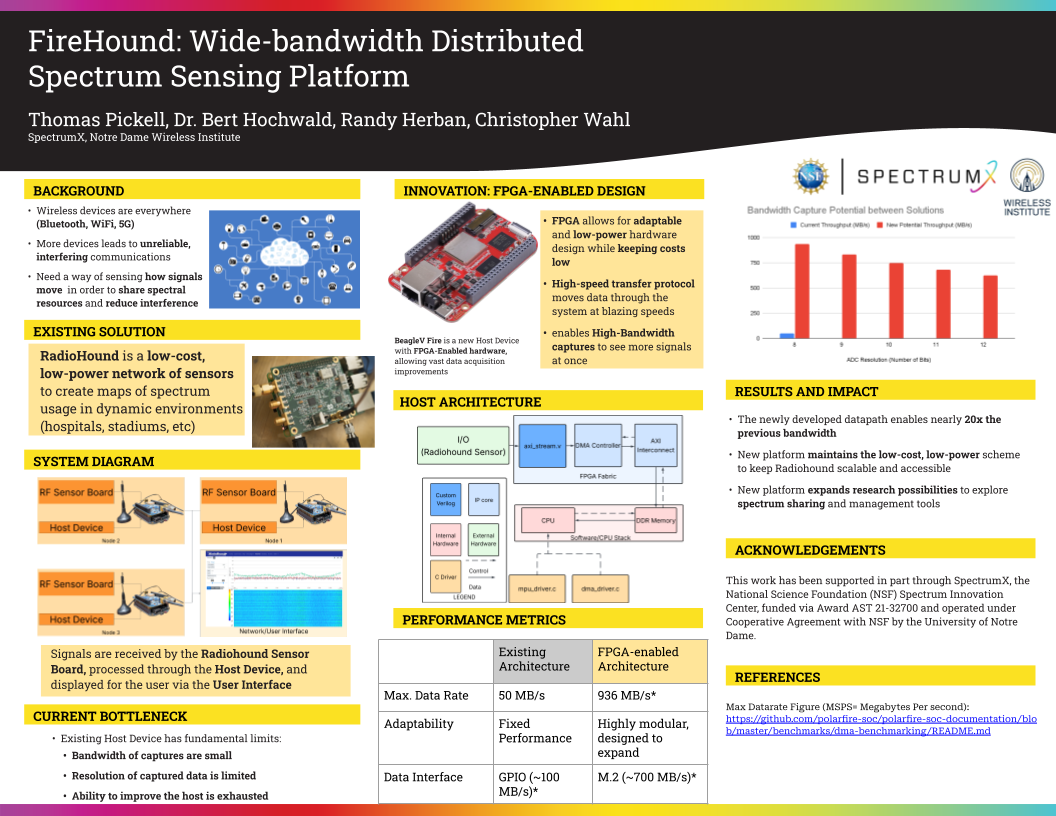 FireHound: Wide-bandwidth Distributed
Spectrum Sensing Platform
Thomas Pickell, Dr. Bert Hochwald, Randy Herban, Christopher Wahl
SpectrumX, Notre Dame Wireless Institute
BACKGROUND
• Wireless devices are everywhere
(Bluetooth, WiFi, 5G)
• More devices leads to unreliable,
interfering communications
• Need a way of sensing how signals
move in order to share spectral
resources and reduce interference
EXISTING SOLUTION
RadioHound is a low-cost,
low-power network of sensors
to create maps of spectrum
usage in dynamic environments
(hospitals, stadiums, etc)
SYSTEM DIAGRAM
RF Sensor Board
Host Device
Node 2
RF Sensor Board
Host Device
Node 1
RF Sensor Board
Host Device
Node 3
RadioHound
Network/User Interface
Signals are received by the Radiohound Sensor
Board, processed through the Host Device, and
displayed for the user via the User Interface
CURRENT BOTTLENECK
• Existing Host Device has fundamental limits:
• Bandwidth of captures are small
• Resolution of captured data is limited
• Ability to improve the host is exhausted
INNOVATION: FPGA-ENABLED DESIGN
BeagleV Fire is a new Host Device
with FPGA-Enabled hardware,
allowing vast data acquisition
improvements
• FPGA allows for adaptable
and low-power hardware
design while keeping costs
low
• High-speed transfer protocol
moves data through the
system at blazing speeds
• enables High-Bandwidth
captures to see more signals
at once
HOST ARCHITECTURE
I/O
(Radiohound Sensor)
axi_stream.v
DMA Controller
AXI
Interconnect
FPGA Fabric
Custom
Verilog
IP core
Internal
Hardware
External
Hardware
C Driver
Control
Data
LEGEND
CPU
DDR Memory
Software/CPU Stack
mpu_driver.c
dma_driver.c
PERFORMANCE METRICS
Existing
Architecture
FPGA-enabled
Architecture
Max. Data Rate
50 MB/s
936 MB/s*
Adaptability
Fixed
Performance
Highly modular,
designed to
expand
Data Interface
GPIO (~100
MB/s)*
M.2 (~700 MB/s)*
NSF
SPECTRUMX
WIRELESS
INSTITUTE
Bandwidth Capture Potential between Solutions
Current Throughput (MB/s)
New Potential Throughput (MB/s)
1000
750
500
250
0
8
9
10
11
12
ADC Resolution (Number of Bits)
RESULTS AND IMPACT
• The newly developed datapath enables nearly 20x the
previous bandwidth
• New platform maintains the low-cost, low-power scheme
to keep Radiohound scalable and accessible
• New platform expands research possibilities to explore
spectrum sharing and management tools
ACKNOWLEDGEMENTS
This work has been supported in part through SpectrumX, the
National Science Foundation (NSF) Spectrum Innovation
Center, funded via Award AST 21-32700 and operated under
Cooperative Agreement with NSF by the University of Notre
Dame.
REFERENCES
Max Datarate Figure (MSPS= Megabytes Per second):
https://github.com/polarfire-soc/polarfire-soc-documentation/blo
b/master/benchmarks/dma-benchmarking/README.md